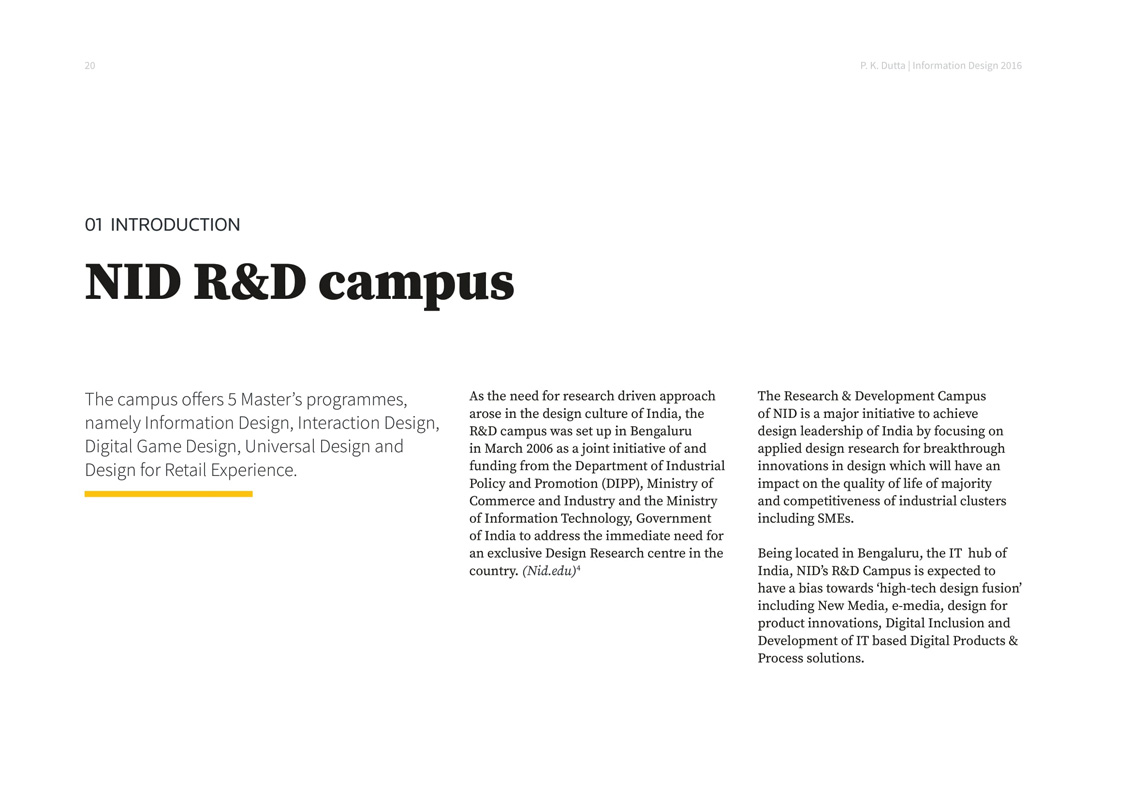 20
P. K. Dutta | Information Design 2016
01 INTRODUCTION
NID R&D campus
The campus offers 5 Master’s programmes,
namely Information Design, Interaction Design,
Digital Game Design, Universal Design and
Design for Retail Experience.
As the need for research driven approach
arose in the design culture of India, the
R&D campus was set up in Bengaluru
in March 2006 as a joint initiative of and
funding from the Department of Industrial
Policy and Promotion (DIPP), Ministry of
Commerce and Industry and the Ministry
of Information Technology, Government
of India to address the immediate need for
an exclusive Design Research centre in the
country. (Nid.edu)⁴
The Research & Development Campus
of NID is a major initiative to achieve
design leadership of India by focusing on
applied design research for breakthrough
innovations in design which will have an
impact on the quality of life of majority
and competitiveness of industrial clusters
including SMEs.
Being located in Bengaluru, the IT hub of
India, NID’s R&D Campus is expected to
have a bias towards ‘high-tech design fusion’
including New Media, e-media, design for
product innovations, Digital Inclusion and
Development of IT based Digital Products &
Process solutions.